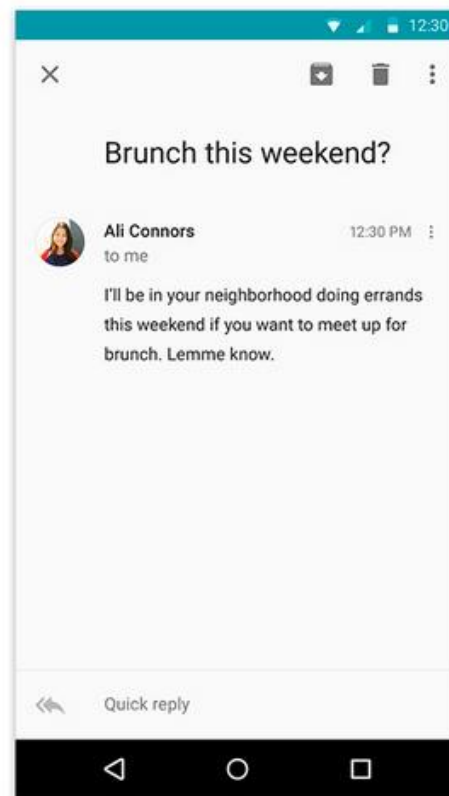 12:30
Brunch this weekend?
Ali Connors
12:30 PM
to me
I'll be in your neighborhood doing errands
this weekend if you want to meet up for
brunch. Lemme know.
Quick reply